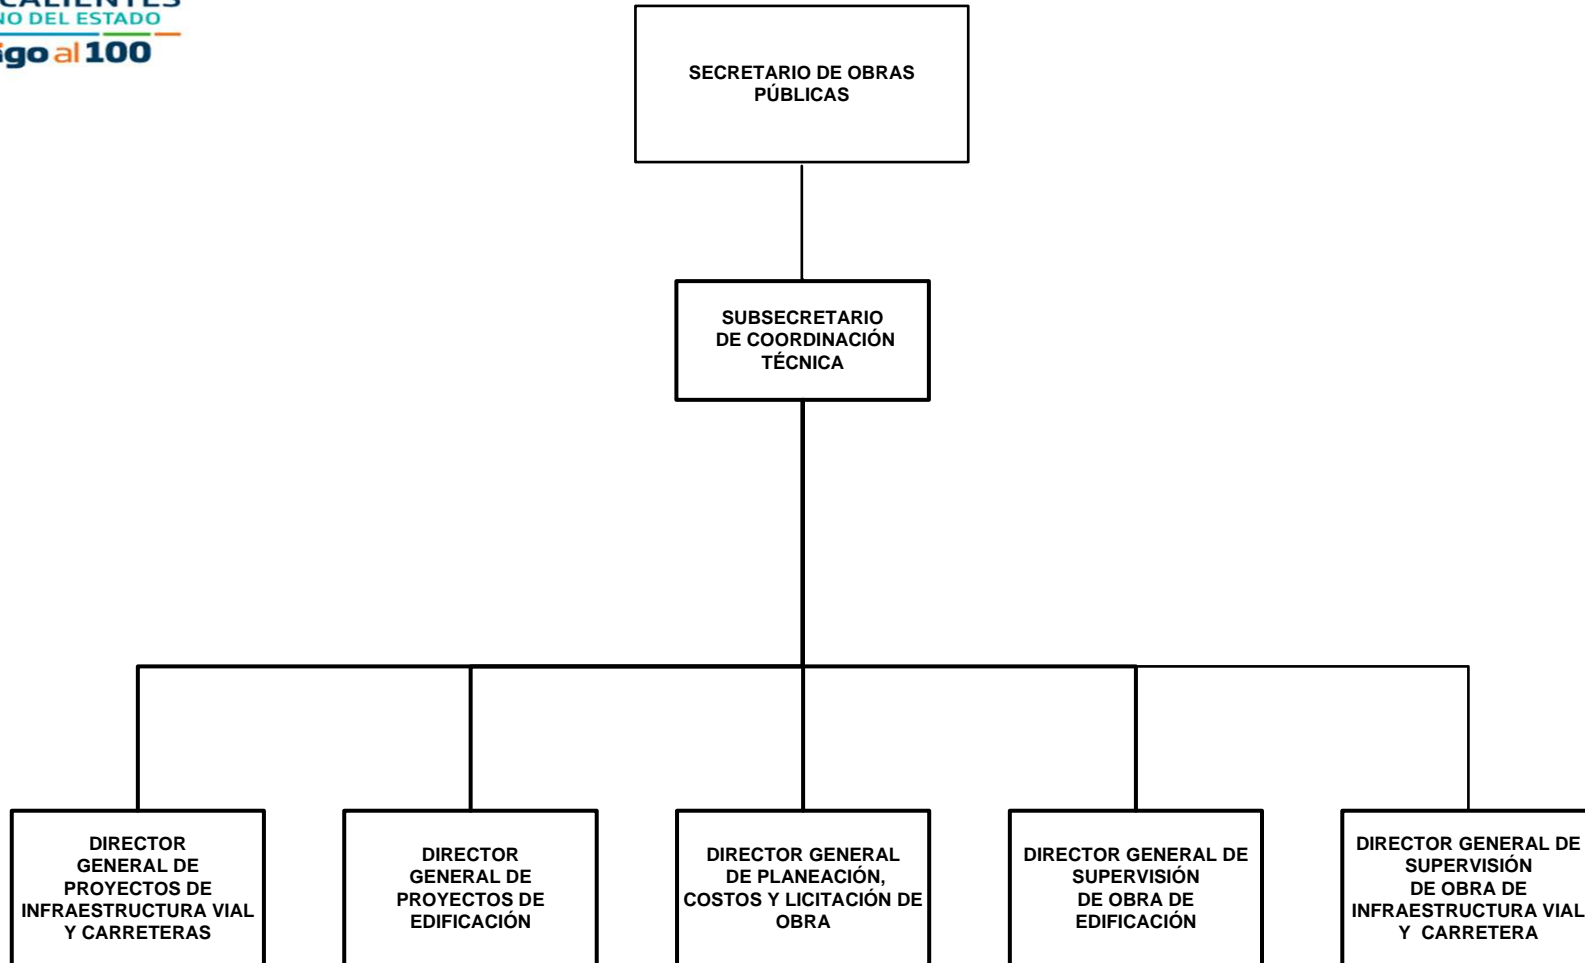 CALIENTES
NO DEL ESTADO
go al 100
SECRETARIO DE OBRAS
PÚBLICAS
SUBSECRETARIO
DE COORDINACIÓN
TÉCNICA
DIRECTOR
GENERAL DE
PROYECTOS DE
INFRAESTRUCTURA VIAL
Y CARRETERAS
DIRECTOR
GENERAL DE
PROYECTOS DE
EDIFICACIÓN
DIRECTOR GENERAL
DE PLANEACIÓN,
COSTOS Y LICITACIÓN DE
OBRA
DIRECTOR GENERAL DE
SUPERVISIÓN
DE OBRA DE
EDIFICACIÓN
DIRECTOR GENERAL DE
SUPERVISIÓN
DE OBRA DE
INFRAESTRUCTURA VIAL
Y CARRETERA